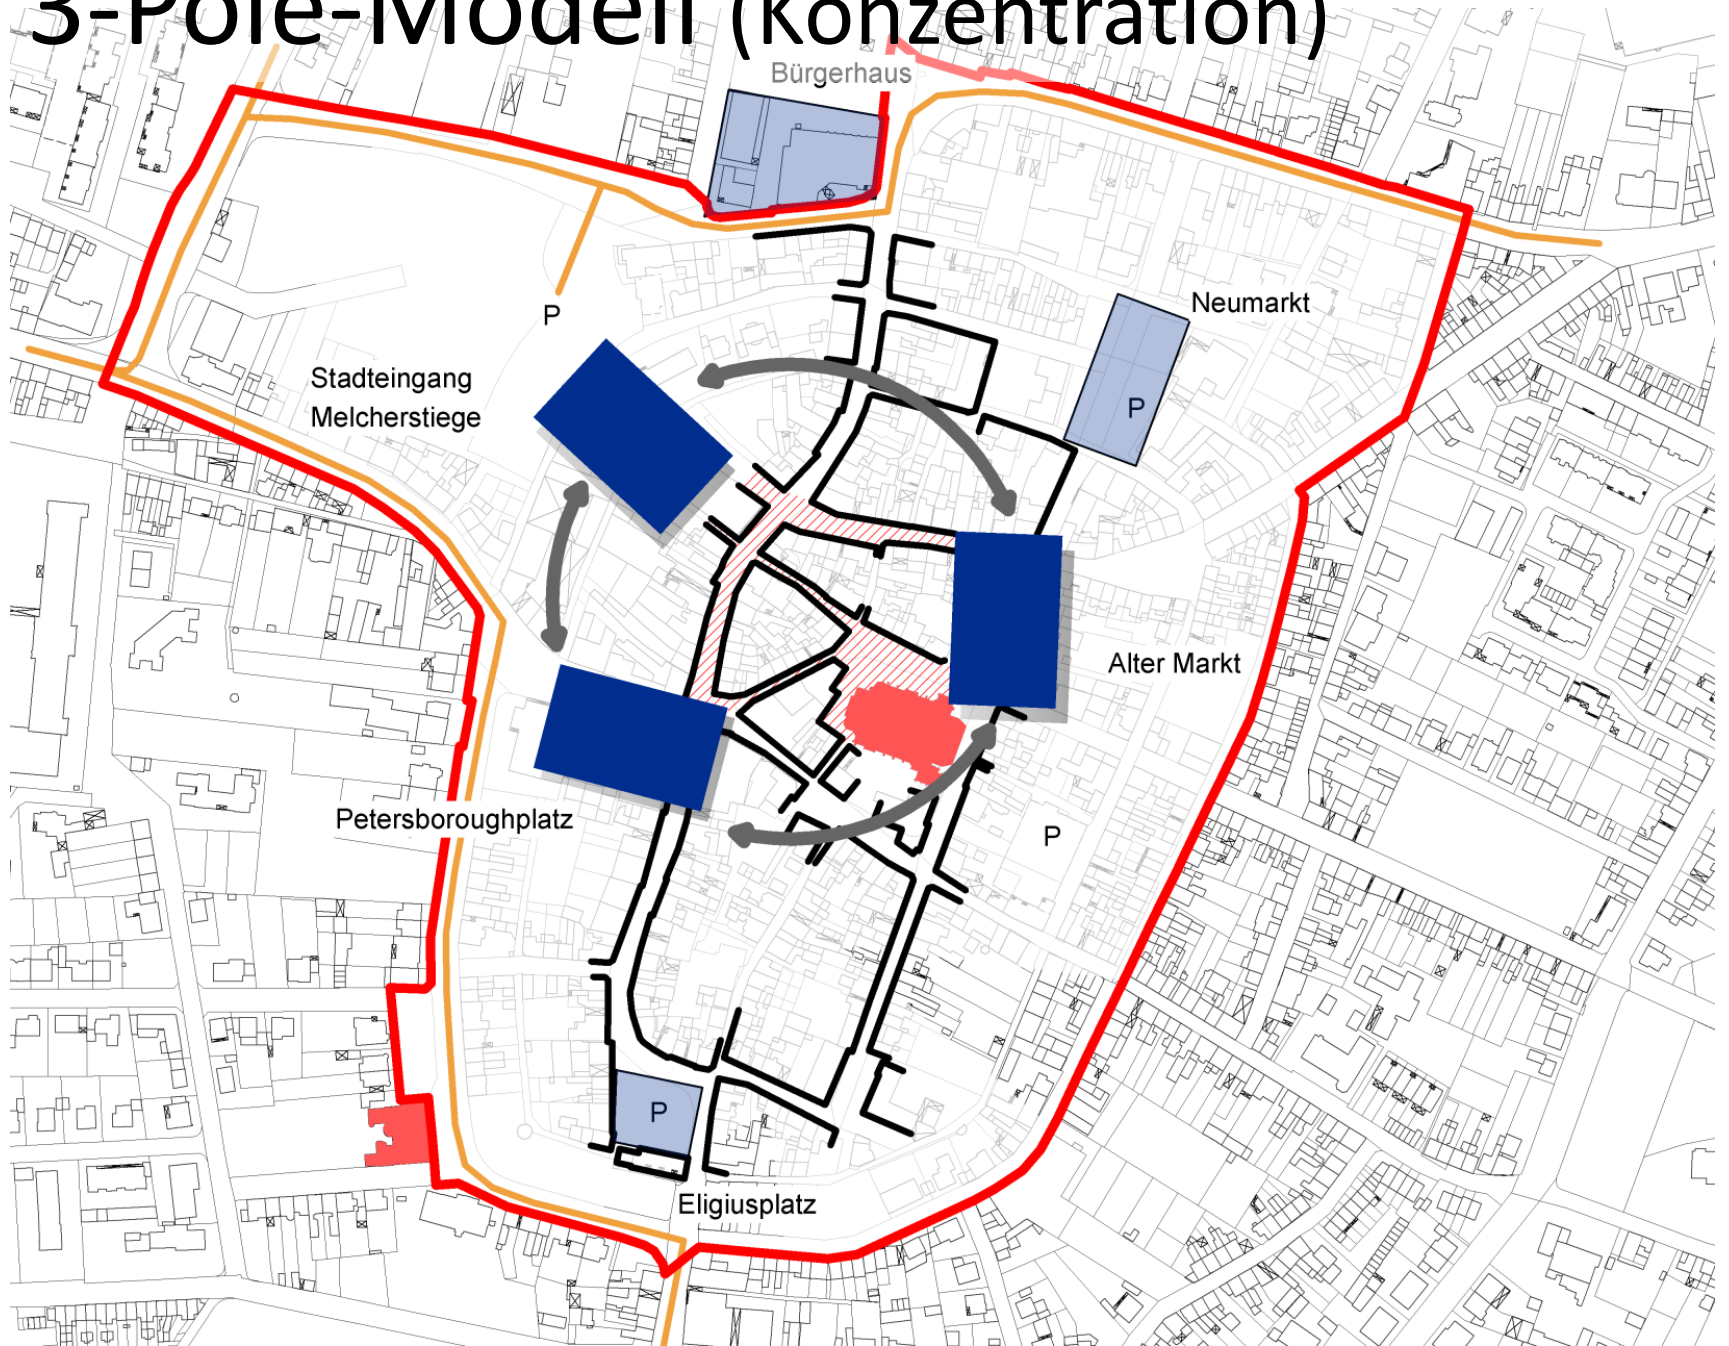 3-Pole-Modell (Konzentration)
Bürgerhaus
Neumarkt
P
Stadteingang
Melcherstiege
P
Alter Markt
Petersboroughplatz
P
P
Eligiusplatz